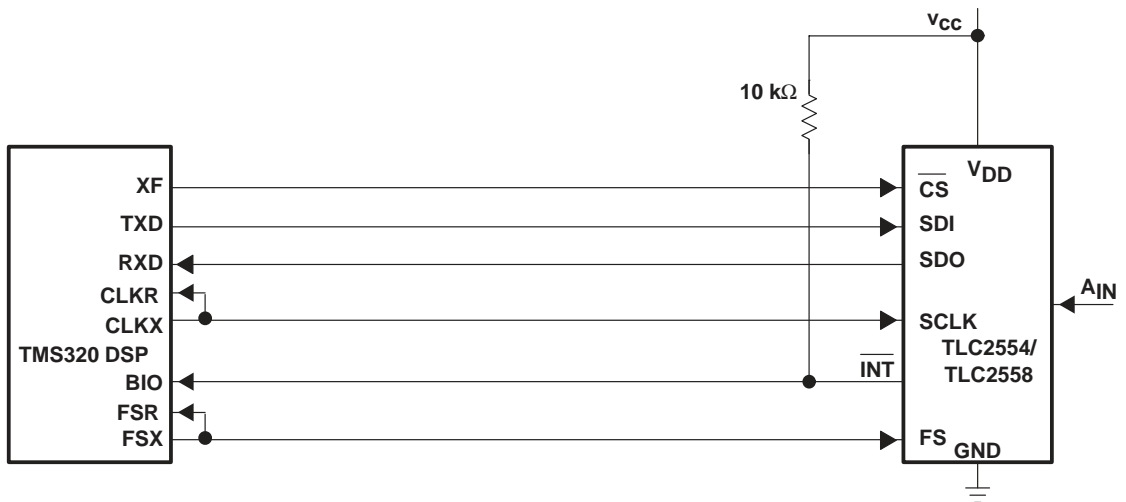 vCC
10 kΩ
VDD
XF
CS
TXD
SDI
RXD
SDO
CLKR
AIN
CLKX
SCLK
TMS320 DSP
TLC2554/
TLC2558
BIO
INT
FSR
FSX
FS
GND